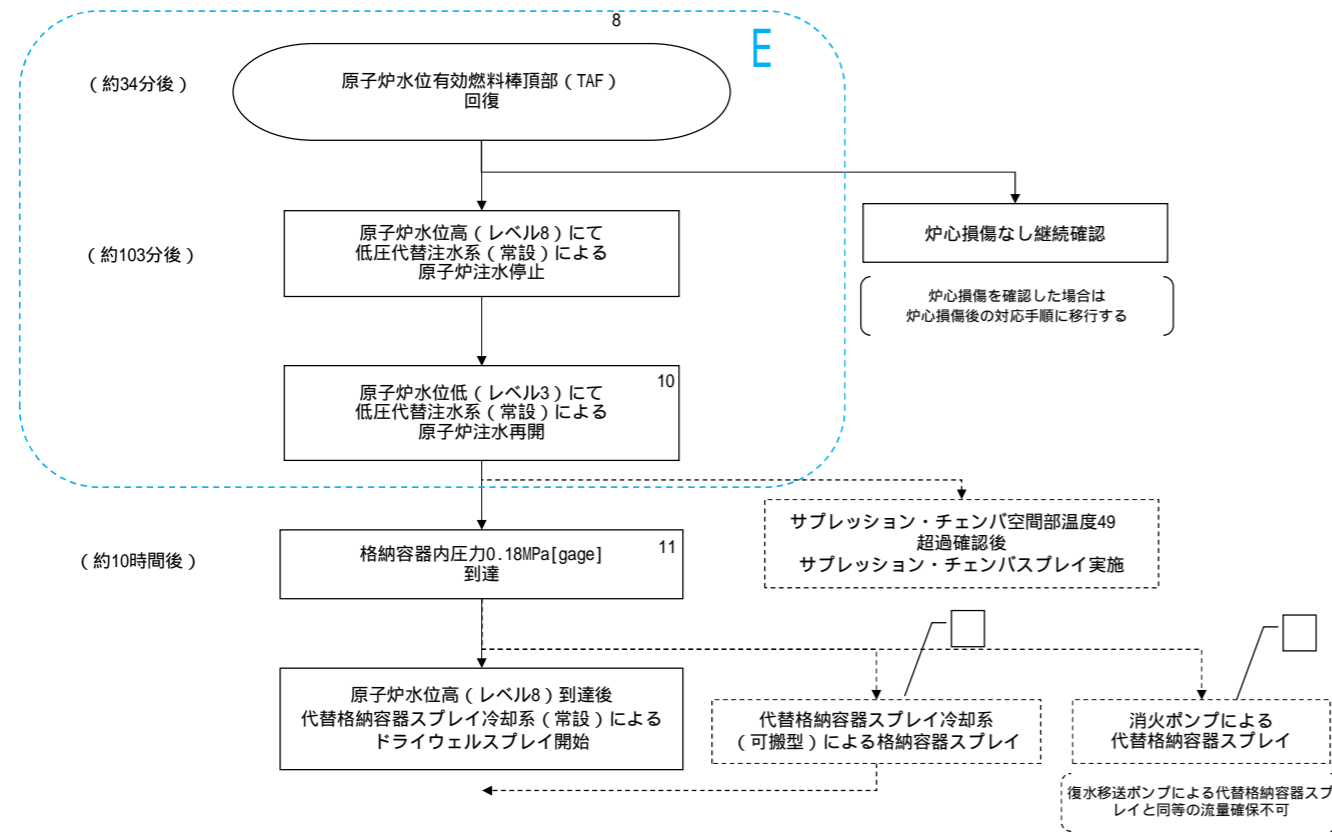 8
E
(約34分後)
原子炉水位有効燃料棒頂部(TAF)
回復
(約103分後)
原子炉水位高(レベル8)にて
低圧代替注水系(常設)による
原子炉注水停止
炉心損傷なし継続確認
炉心損傷を確認した場合は
炉心損傷後の対応手順に移行する
10
原子炉水位低(レベル3)にて
低圧代替注水系(常設)による
原子炉注水再開
サプレッション・チェンバ空間部温度49
超過確認後
サプレッション・チェンバスプレイ実施
(約10時間後)
11
格納容器内圧力0.18MPa[gage]
到達
原子炉水位高(レベル8)到達後
代替格納容器スプレイ冷却系(常設)による
ドライウェルスプレイ開始
代替格納容器スプレイ冷却系
(可搬型)による格納容器スプレイ
消火ポンプによる
代替格納容器スプレイ
復水移送ポンプによる代替格納容器スプ
レイと同等の流量確保不可